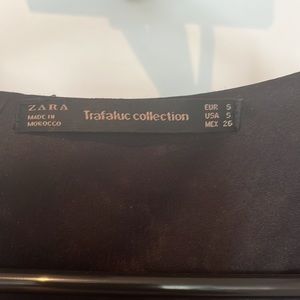 ZARA
MADE IN
MOROCCO
Trafaluc collection
EUR S
USA S
MEX 26